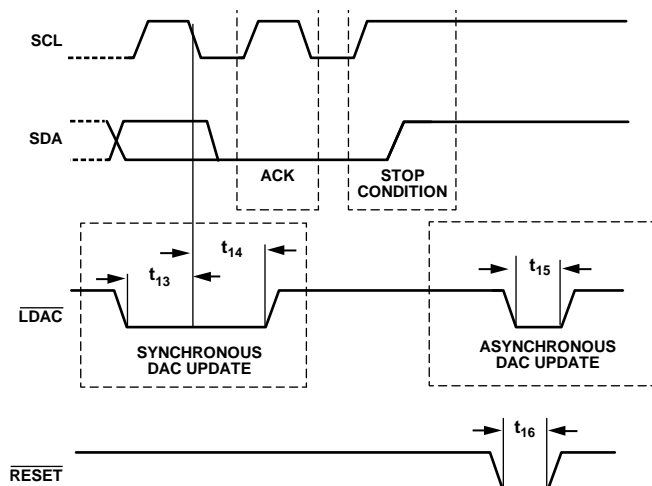 SCL
SDA
ACK
STOP
CONDITION
t13
t14
t15
LDAC
SYNCHRONOUS
DAC UPDATE
ASYNCHRONOUS
DAC UPDATE
t16
RESET